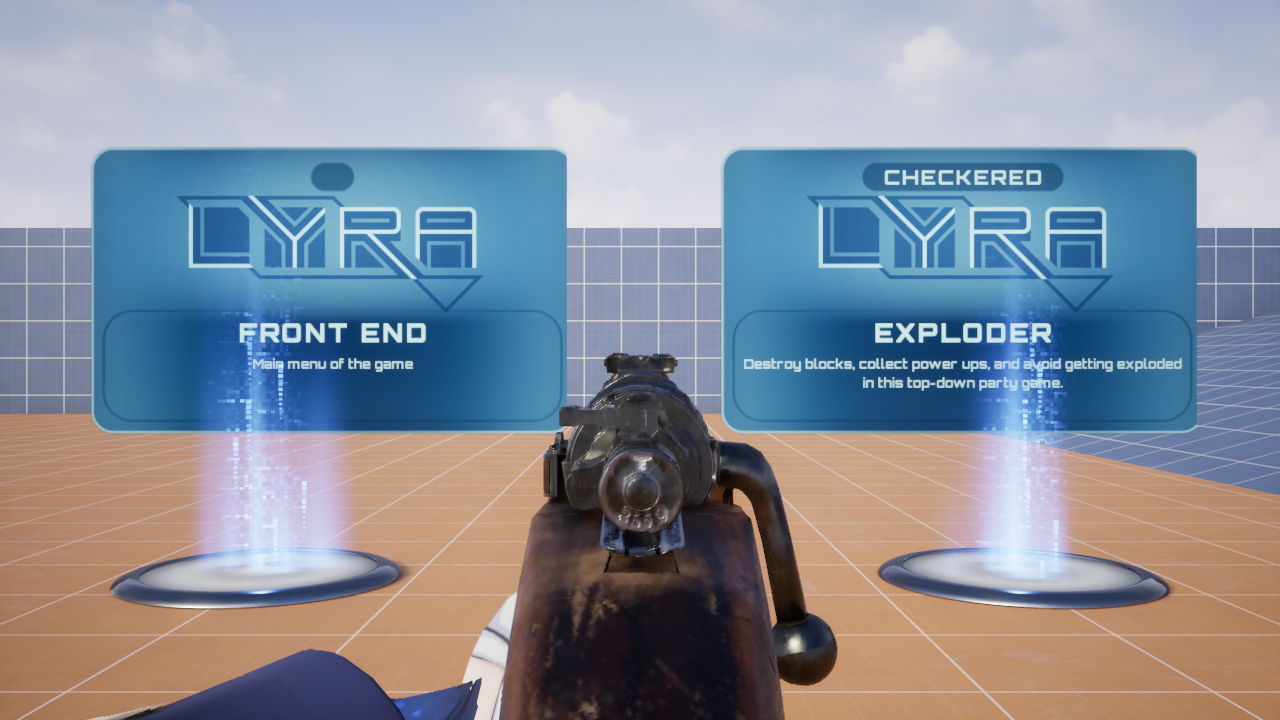 LYRA
FRONT END
Main menu of the game
CHECKERED
LYRA
EXPLODER
Destroy blocks, collect power ups, and avoid getting exploded
in this top-down party game.